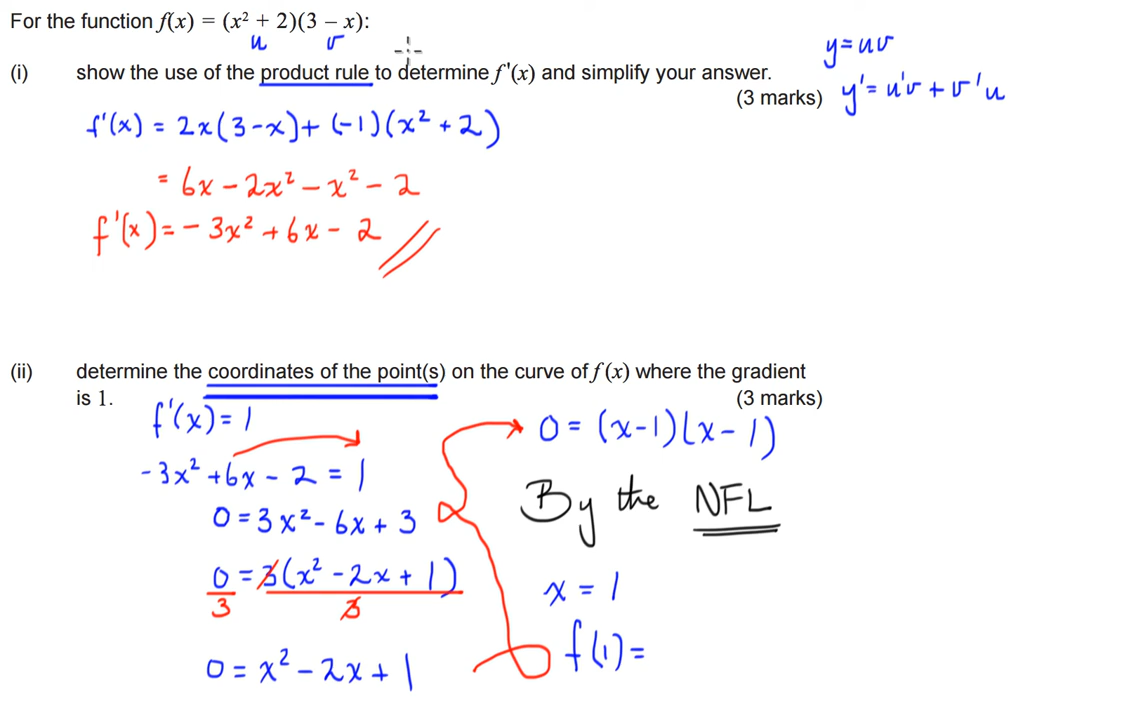 For the function f(x) = (x² + 2)(3 − x):
u v
y = uv
(i) show the use of the product rule to determine f'(x) and simplify your answer.
(3 marks)
y' = u'v + v'u
f'(x) = 2x(3-x)+(-1)(x² + 2)
= 6x - 2x² - x² - 2
f'(x) = - 3x² + 6x - 2
(ii) determine the coordinates of the point(s) on the curve of f(x) where the gradient
is 1.
(3 marks)
f'(x) = 1
-3x² + 6x - 2 = 1
0 = 3x² - 6x + 3
0/3 = 3(x² - 2x + 1)/3
0 = x² - 2x + 1
0 = (x-1)(x-1)
By the NFL
x = 1
f(1) =